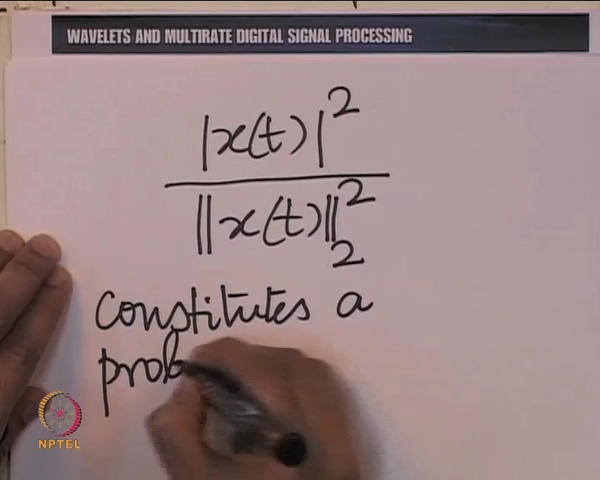 WAVELETS AND MULTIRATE DIGITAL SIGNAL PROCESSING
|x(t)|²
||x(t)||₂²
constitutes a
prob
NPTEL